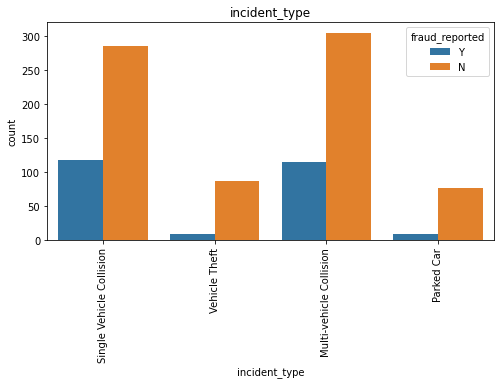 incident_type
fraud_reported
Y
N
300
250
200
150
100
50
0
count
Single Vehicle Collision
Vehicle Theft
Multi-vehicle Collision
Parked Car
incident_type